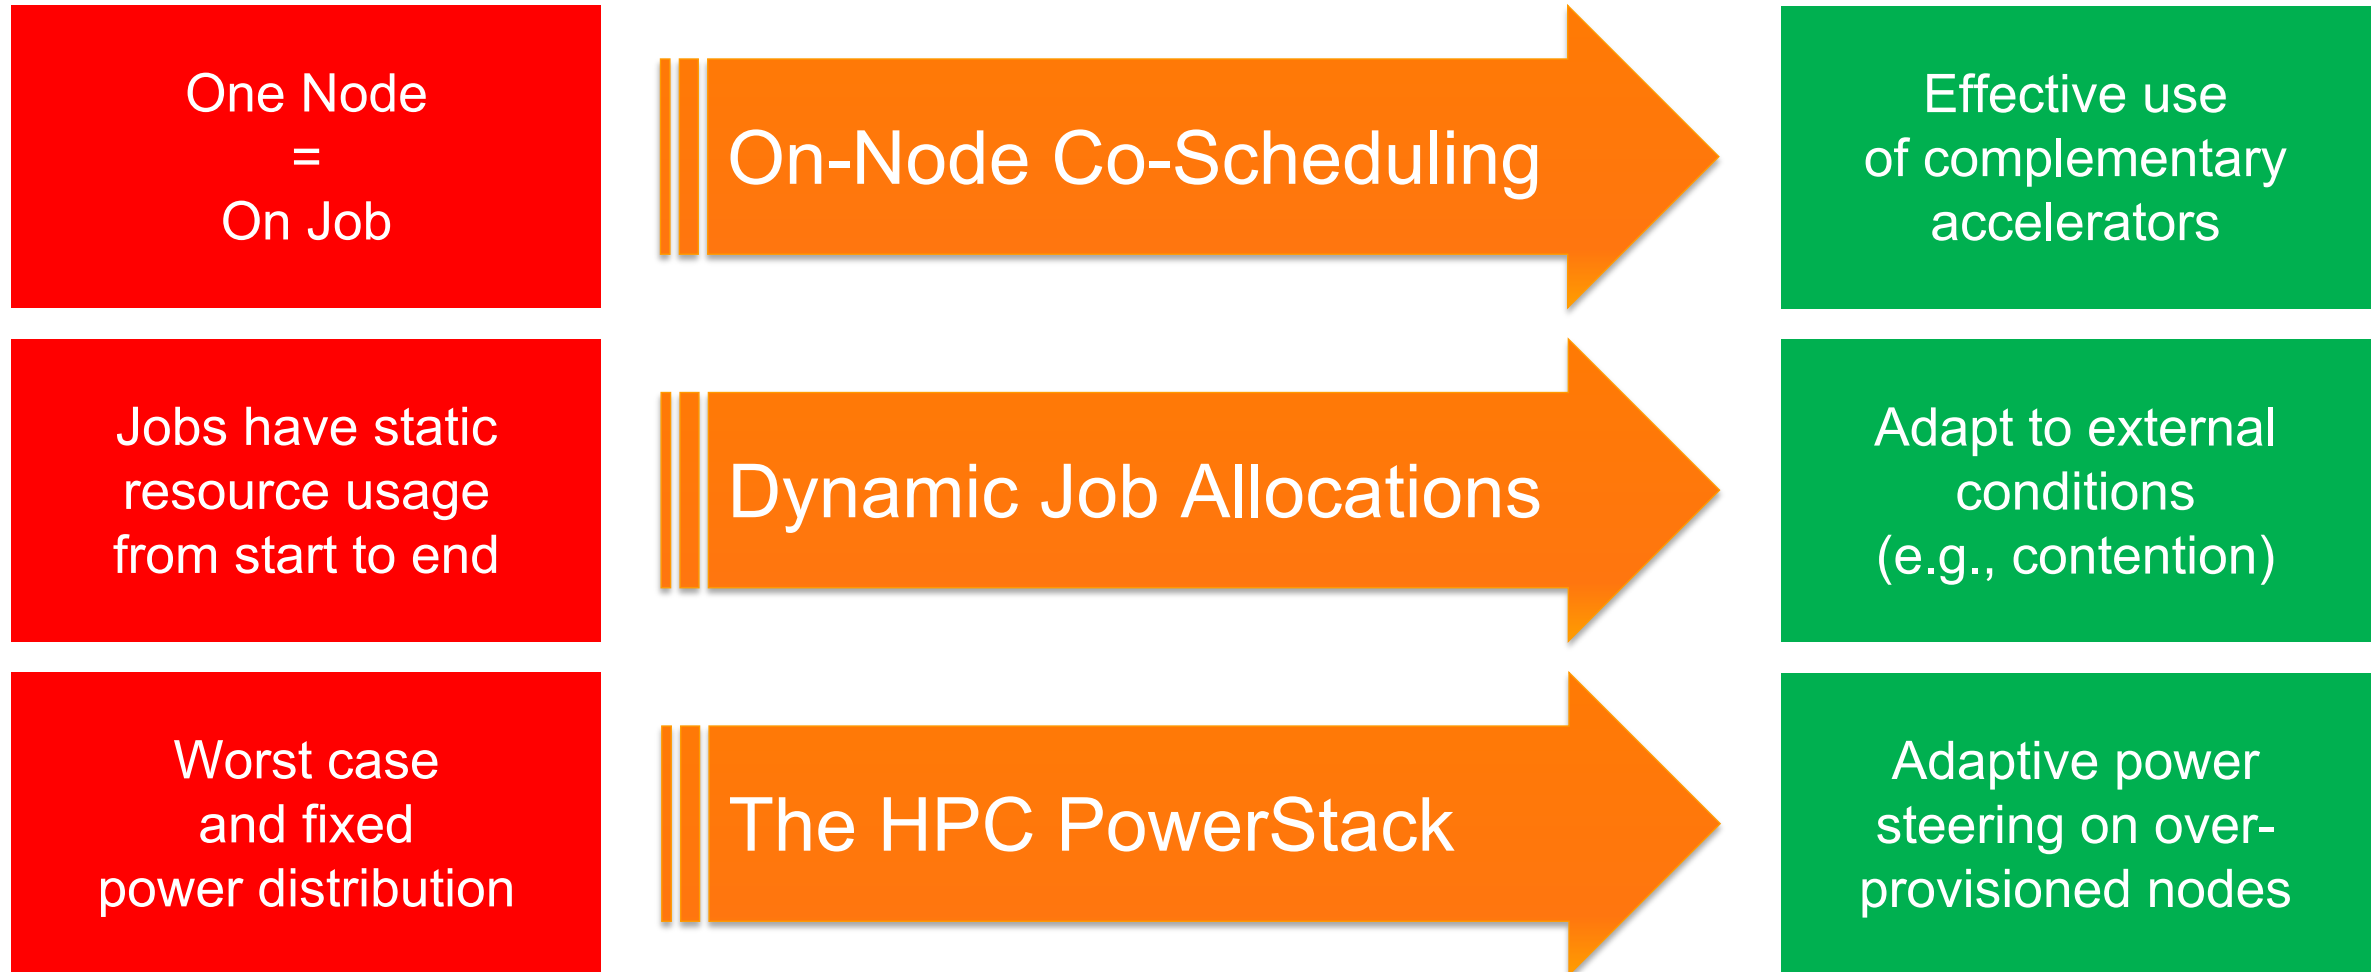 One Node
=
On Job
On-Node Co-Scheduling
Effective use
of complementary
accelerators
Jobs have static
resource usage
from start to end
Dynamic Job Allocations
Adapt to external
conditions
(e.g., contention)
Worst case
and fixed
power distribution
The HPC PowerStack
Adaptive power
steering on over-
provisioned nodes